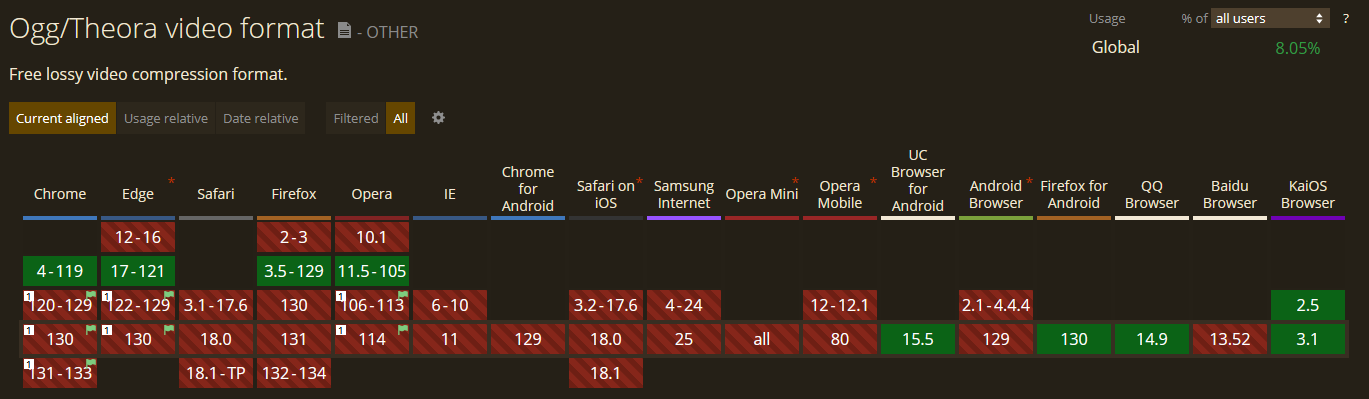 Ogg/Theora video format - OTHER
Usage % of all users ?
Global 8.05%
Free lossy video compression format.
Current aligned Usage relative Date relative Filtered All
Chrome
Edge *
Safari
Firefox
Opera
IE
Chrome
for
Android
Safari on *
iOS
Samsung
Internet
Opera Mini *
Opera *
Mobile
UC
Browser
for
Android
Android *
Browser
Firefox for
Android
QQ
Browser
Baidu
Browser
KaiOS
Browser
12-16 2-3 10.1
4-119 17-121 3.5-129 11.5-105
1 120-129 1 122-129 3.1-17.6 130 1 106-113 6-10 3.2-17.6 4-24 12-12.1 2.1-4.4.4 2.5
1 130 1 130 18.0 131 1 114 11 129 18.0 25 all 80 15.5 129 130 14.9 13.52 3.1
1 131-133 18.1-TP 132-134 18.1